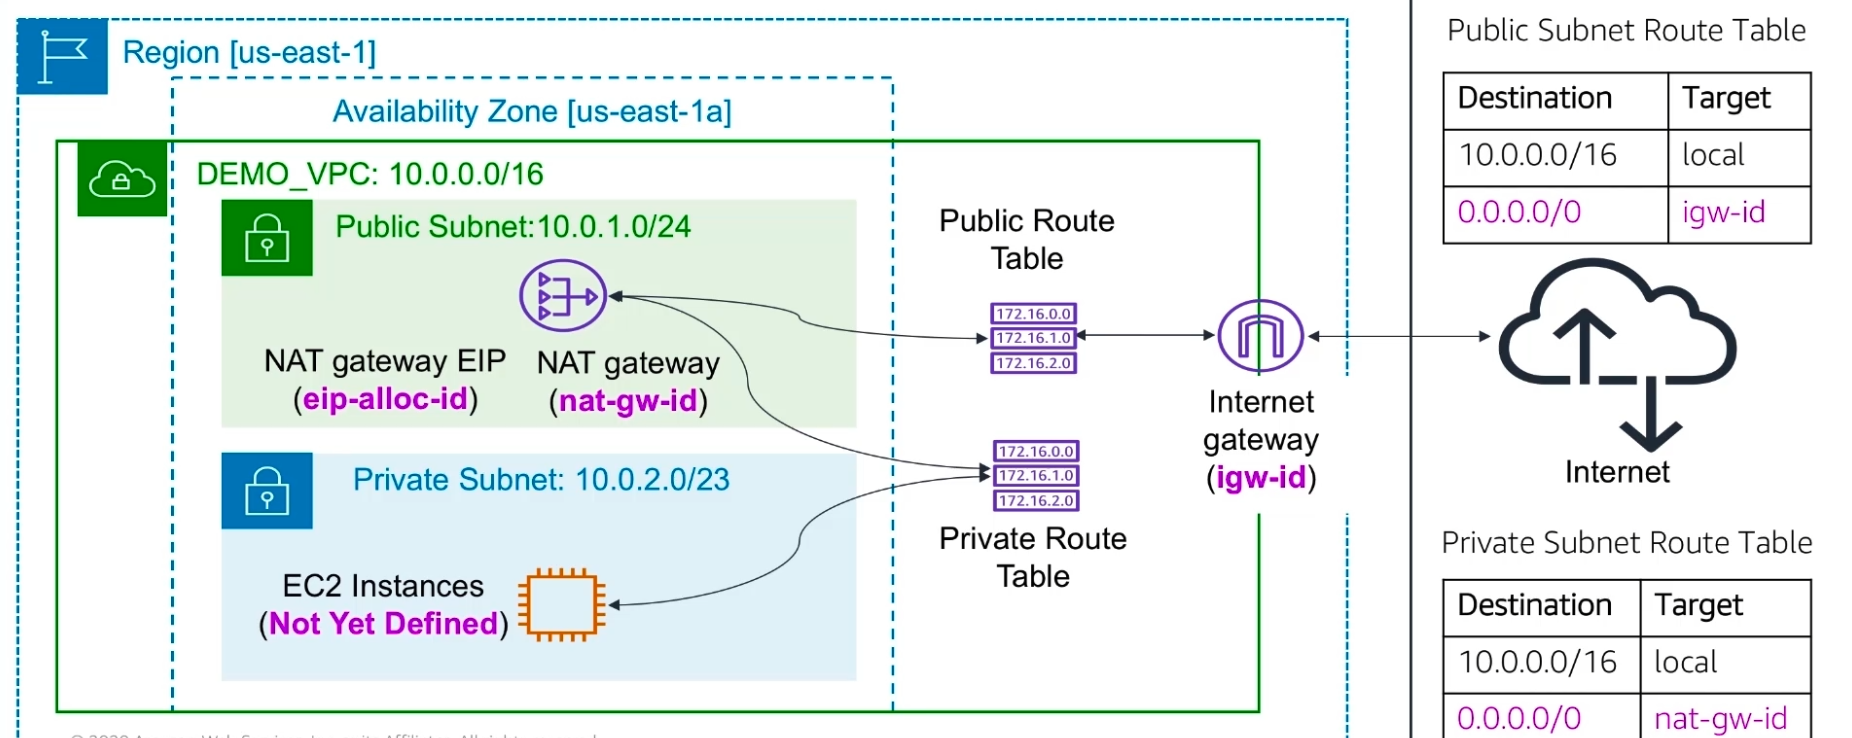 Region [us-east-1]
Availability Zone [us-east-1a]
DEMO_VPC: 10.0.0.0/16
Public Subnet:10.0.1.0/24
NAT gateway EIP
(eip-alloc-id)
NAT gateway
(nat-gw-id)
Private Subnet: 10.0.2.0/23
EC2 Instances
(Not Yet Defined)
Public Route
Table
172.16.0.0
172.16.1.0
172.16.2.0
172.16.0.0
172.16.1.0
172.16.2.0
Private Route
Table
Internet
gateway
(igw-id)
Public Subnet Route Table
Destination Target
10.0.0.0/16 local
0.0.0.0/0 igw-id
Internet
Private Subnet Route Table
Destination Target
10.0.0.0/16 local
0.0.0.0/0 nat-gw-id